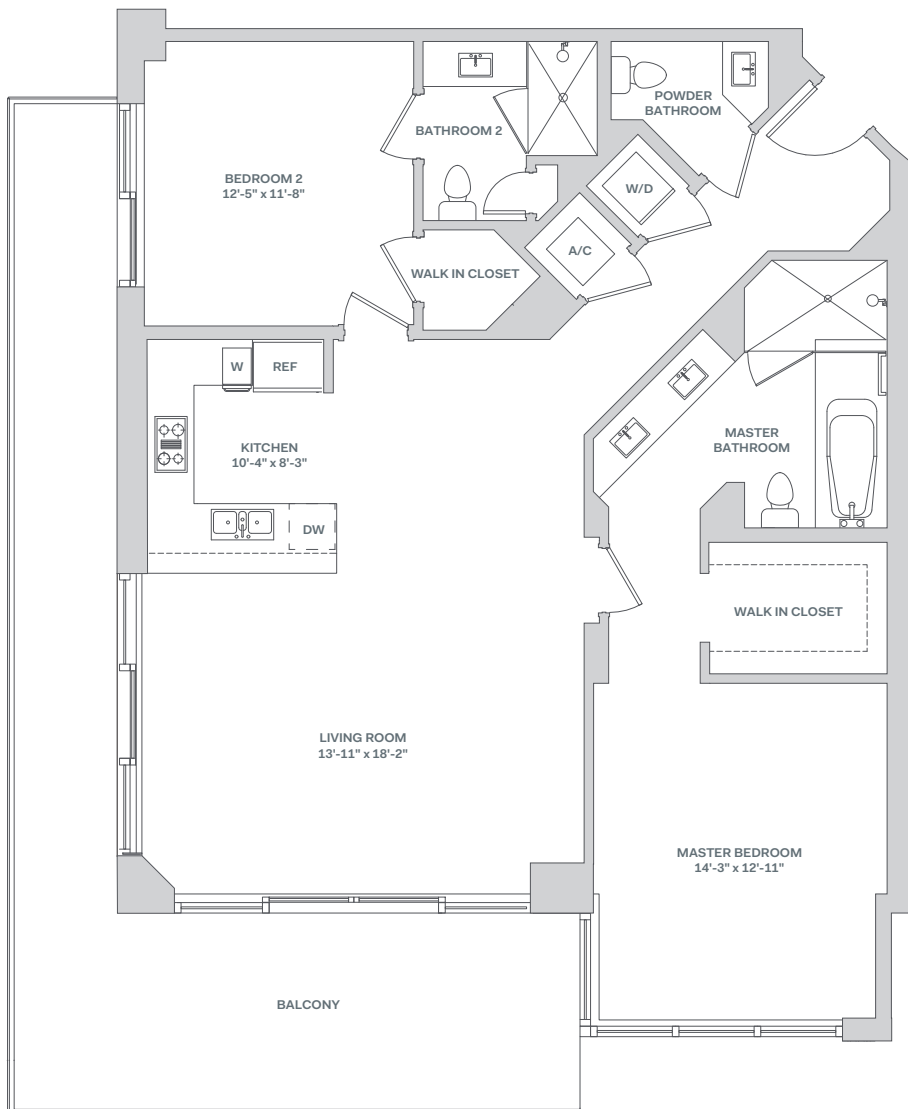 POWDER
BATHROOM
BATHROOM 2
BEDROOM 2
12'-5" x 11'-8"
W/D
A/C
WALK IN CLOSET
W
REF
KITCHEN
10'-4" x 8'-3"
MASTER
BATHROOM
DW
WALK IN CLOSET
LIVING ROOM
13'-11" x 18'-2"
MASTER BEDROOM
14'-3" x 12'-11"
BALCONY